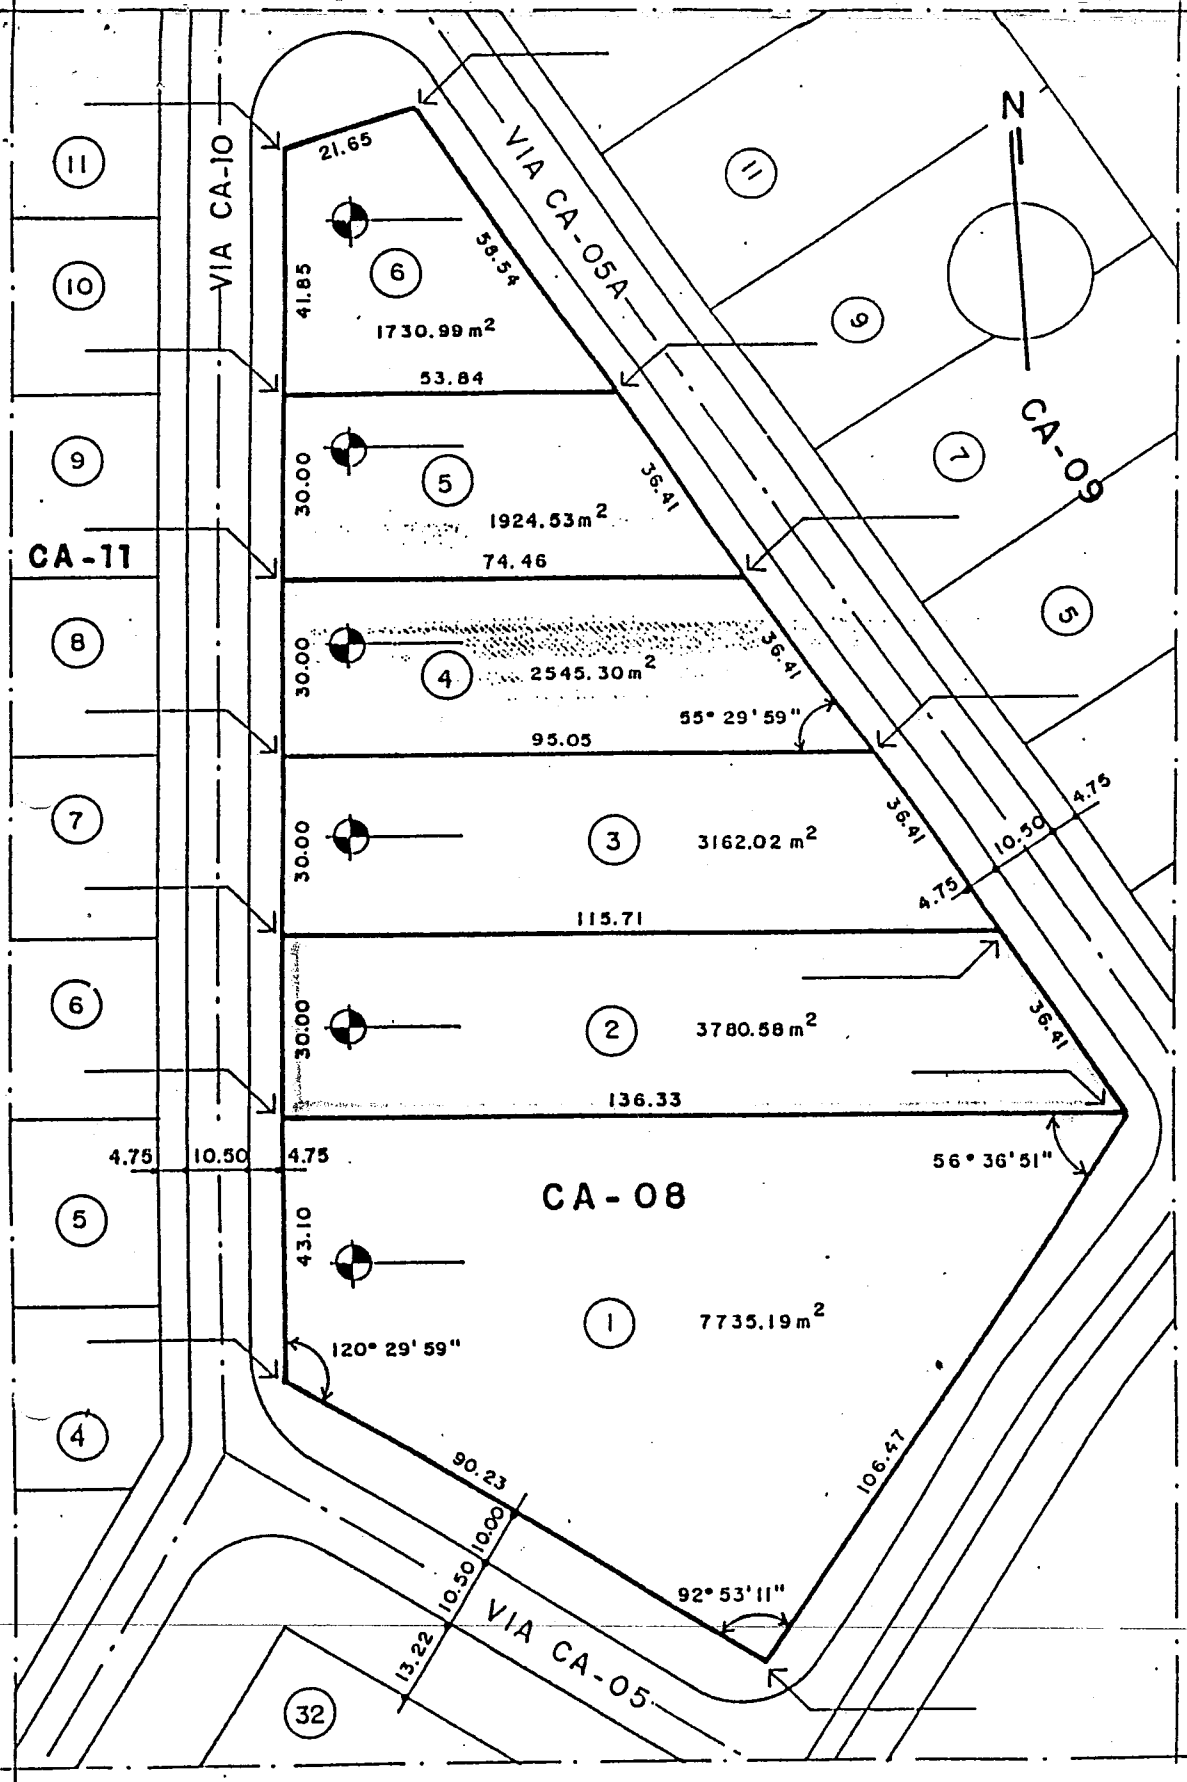 N
11
21.65
VIA CA-10
VIA CA-05A
11
10
41.85
6
58.54
1730.99 m²
53.84
9
CA-09
9
30.00
5
36.41
7
1924.53 m²
74.46
CA-11
8
30.00
4
2545.30 m²
36.41
5
55° 29' 59"
95.05
7
30.00
3
3162.02 m²
36.41
4.75
10.50
4.75
115.71
6
30.00
2
3780.58 m²
36.41
136.33
4.75
10.50
4.75
56° 36' 51"
CA-08
5
43.10
1
7735.19 m²
120° 29' 59"
4
90.23
106.47
10.00
10.50
13.22
92° 53' 11"
VIA CA-05
32